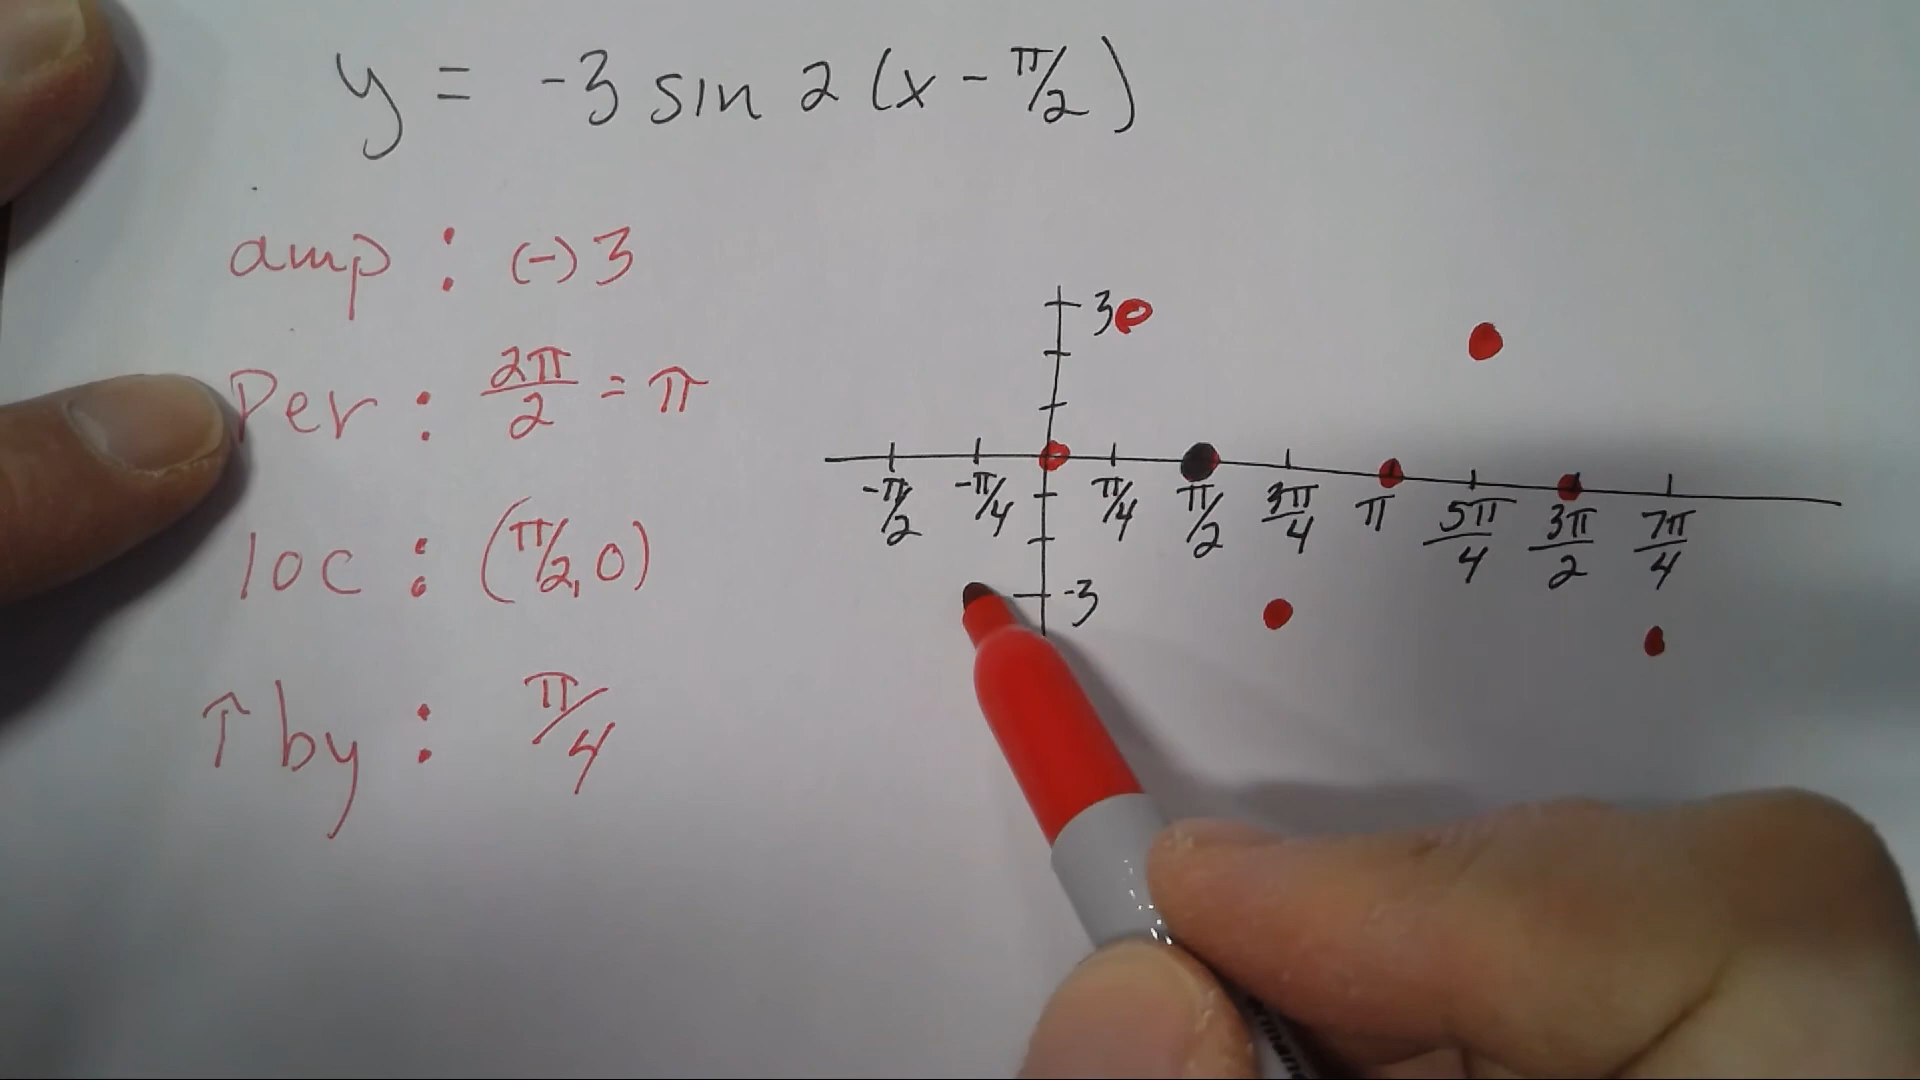 y = -3 sin 2 (x - π/2)
amp : (-) 3
Per : 2π/2 = π
loc : (π/2, 0)
↑ by : π/4
3
-π/2 -π/4 π/4 π/2 3π/4 π 5π/4 3π/2 7π/4
-3